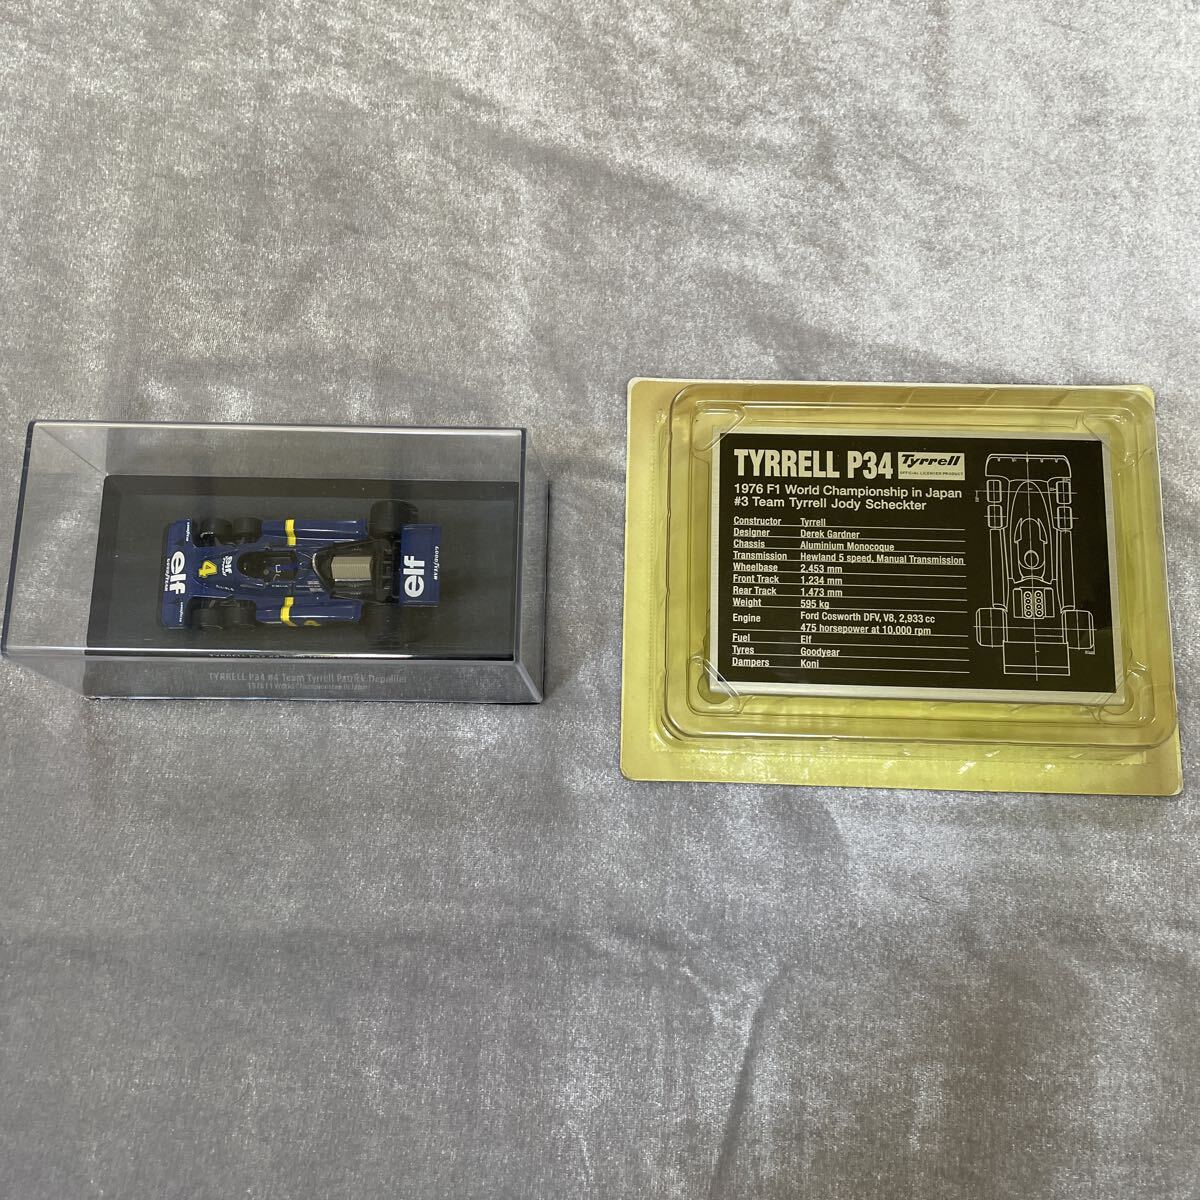 elf
4
elf
GOODYEAR
TYRRELL P34 #4 Team Tyrrell Patrick Depailler
1976 F1 World Championship in Japan
TYRRELL P34
Tyrrell
OFFICIAL LICENSED PRODUCT
1976 F1 World Championship in Japan
#3 Team Tyrrell Jody Scheckter
Constructor Tyrrell
Designer Derek Gardner
Chassis Aluminium Monocoque
Transmission Hewland 5 speed, Manual Transmission
Wheelbase 2.453 mm
Front Track 1,234 mm
Rear Track 1.473 mm
Weight 595 kg
Engine Ford Cosworth DFV, V8, 2,933 cc
475 horsepower at 10,000 rpm
Fuel Elf
Tyres Goodyear
Dampers Koni